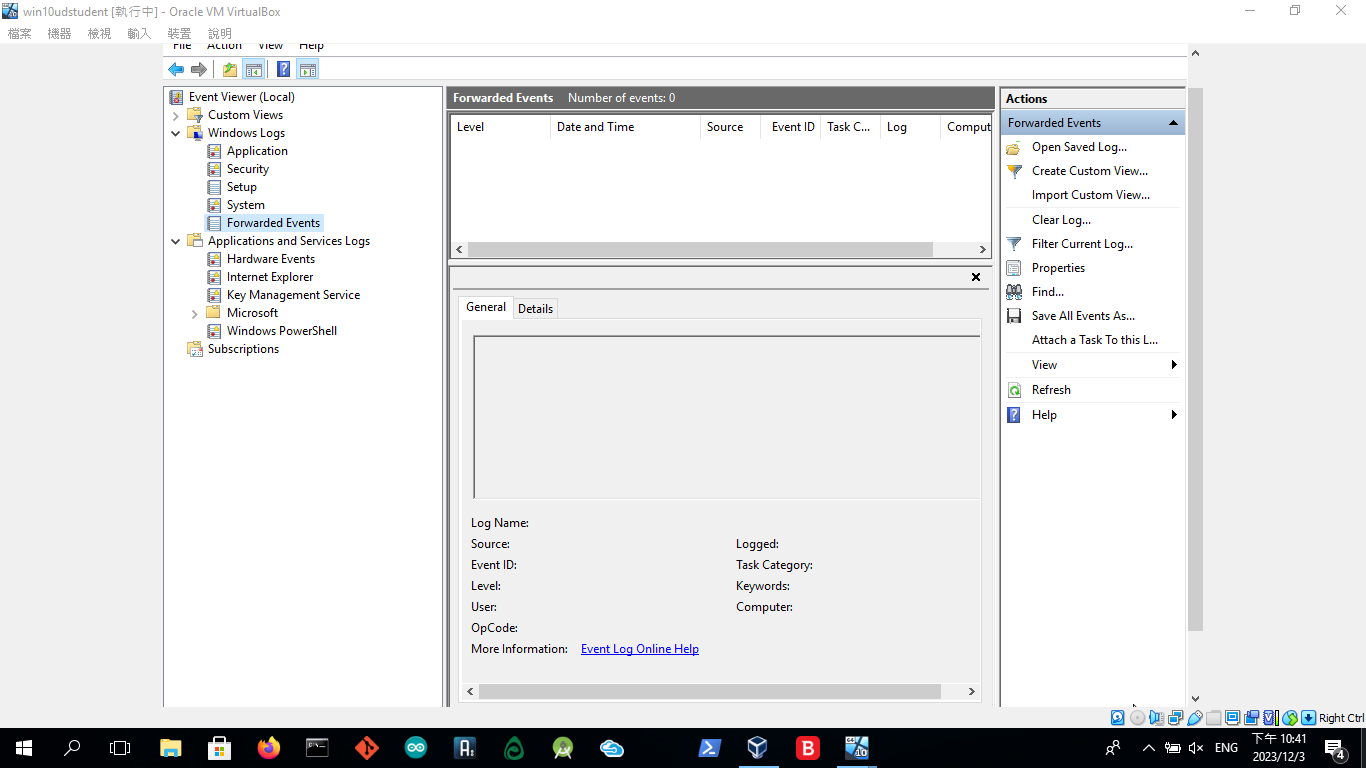 win10udstudent [執行中] - Oracle VM VirtualBox
檔案 機器 檢視 輸入 裝置 說明
File Action View Help
Event Viewer (Local)
Custom Views
Windows Logs
Application
Security
Setup
System
Forwarded Events
Applications and Services Logs
Hardware Events
Internet Explorer
Key Management Service
Microsoft
Windows PowerShell
Subscriptions
Forwarded Events Number of events: 0
Level Date and Time Source Event ID Task C... Log Comput
General Details
Log Name:
Source: Logged:
Event ID: Task Category:
Level: Keywords:
User: Computer:
OpCode:
More Information: Event Log Online Help
Actions
Forwarded Events
Open Saved Log...
Create Custom View...
Import Custom View...
Clear Log...
Filter Current Log...
Properties
Find...
Save All Events As...
Attach a Task To this L...
View
Refresh
Help
Right Ctrl
ENG
下午 10:41
2023/12/3
4